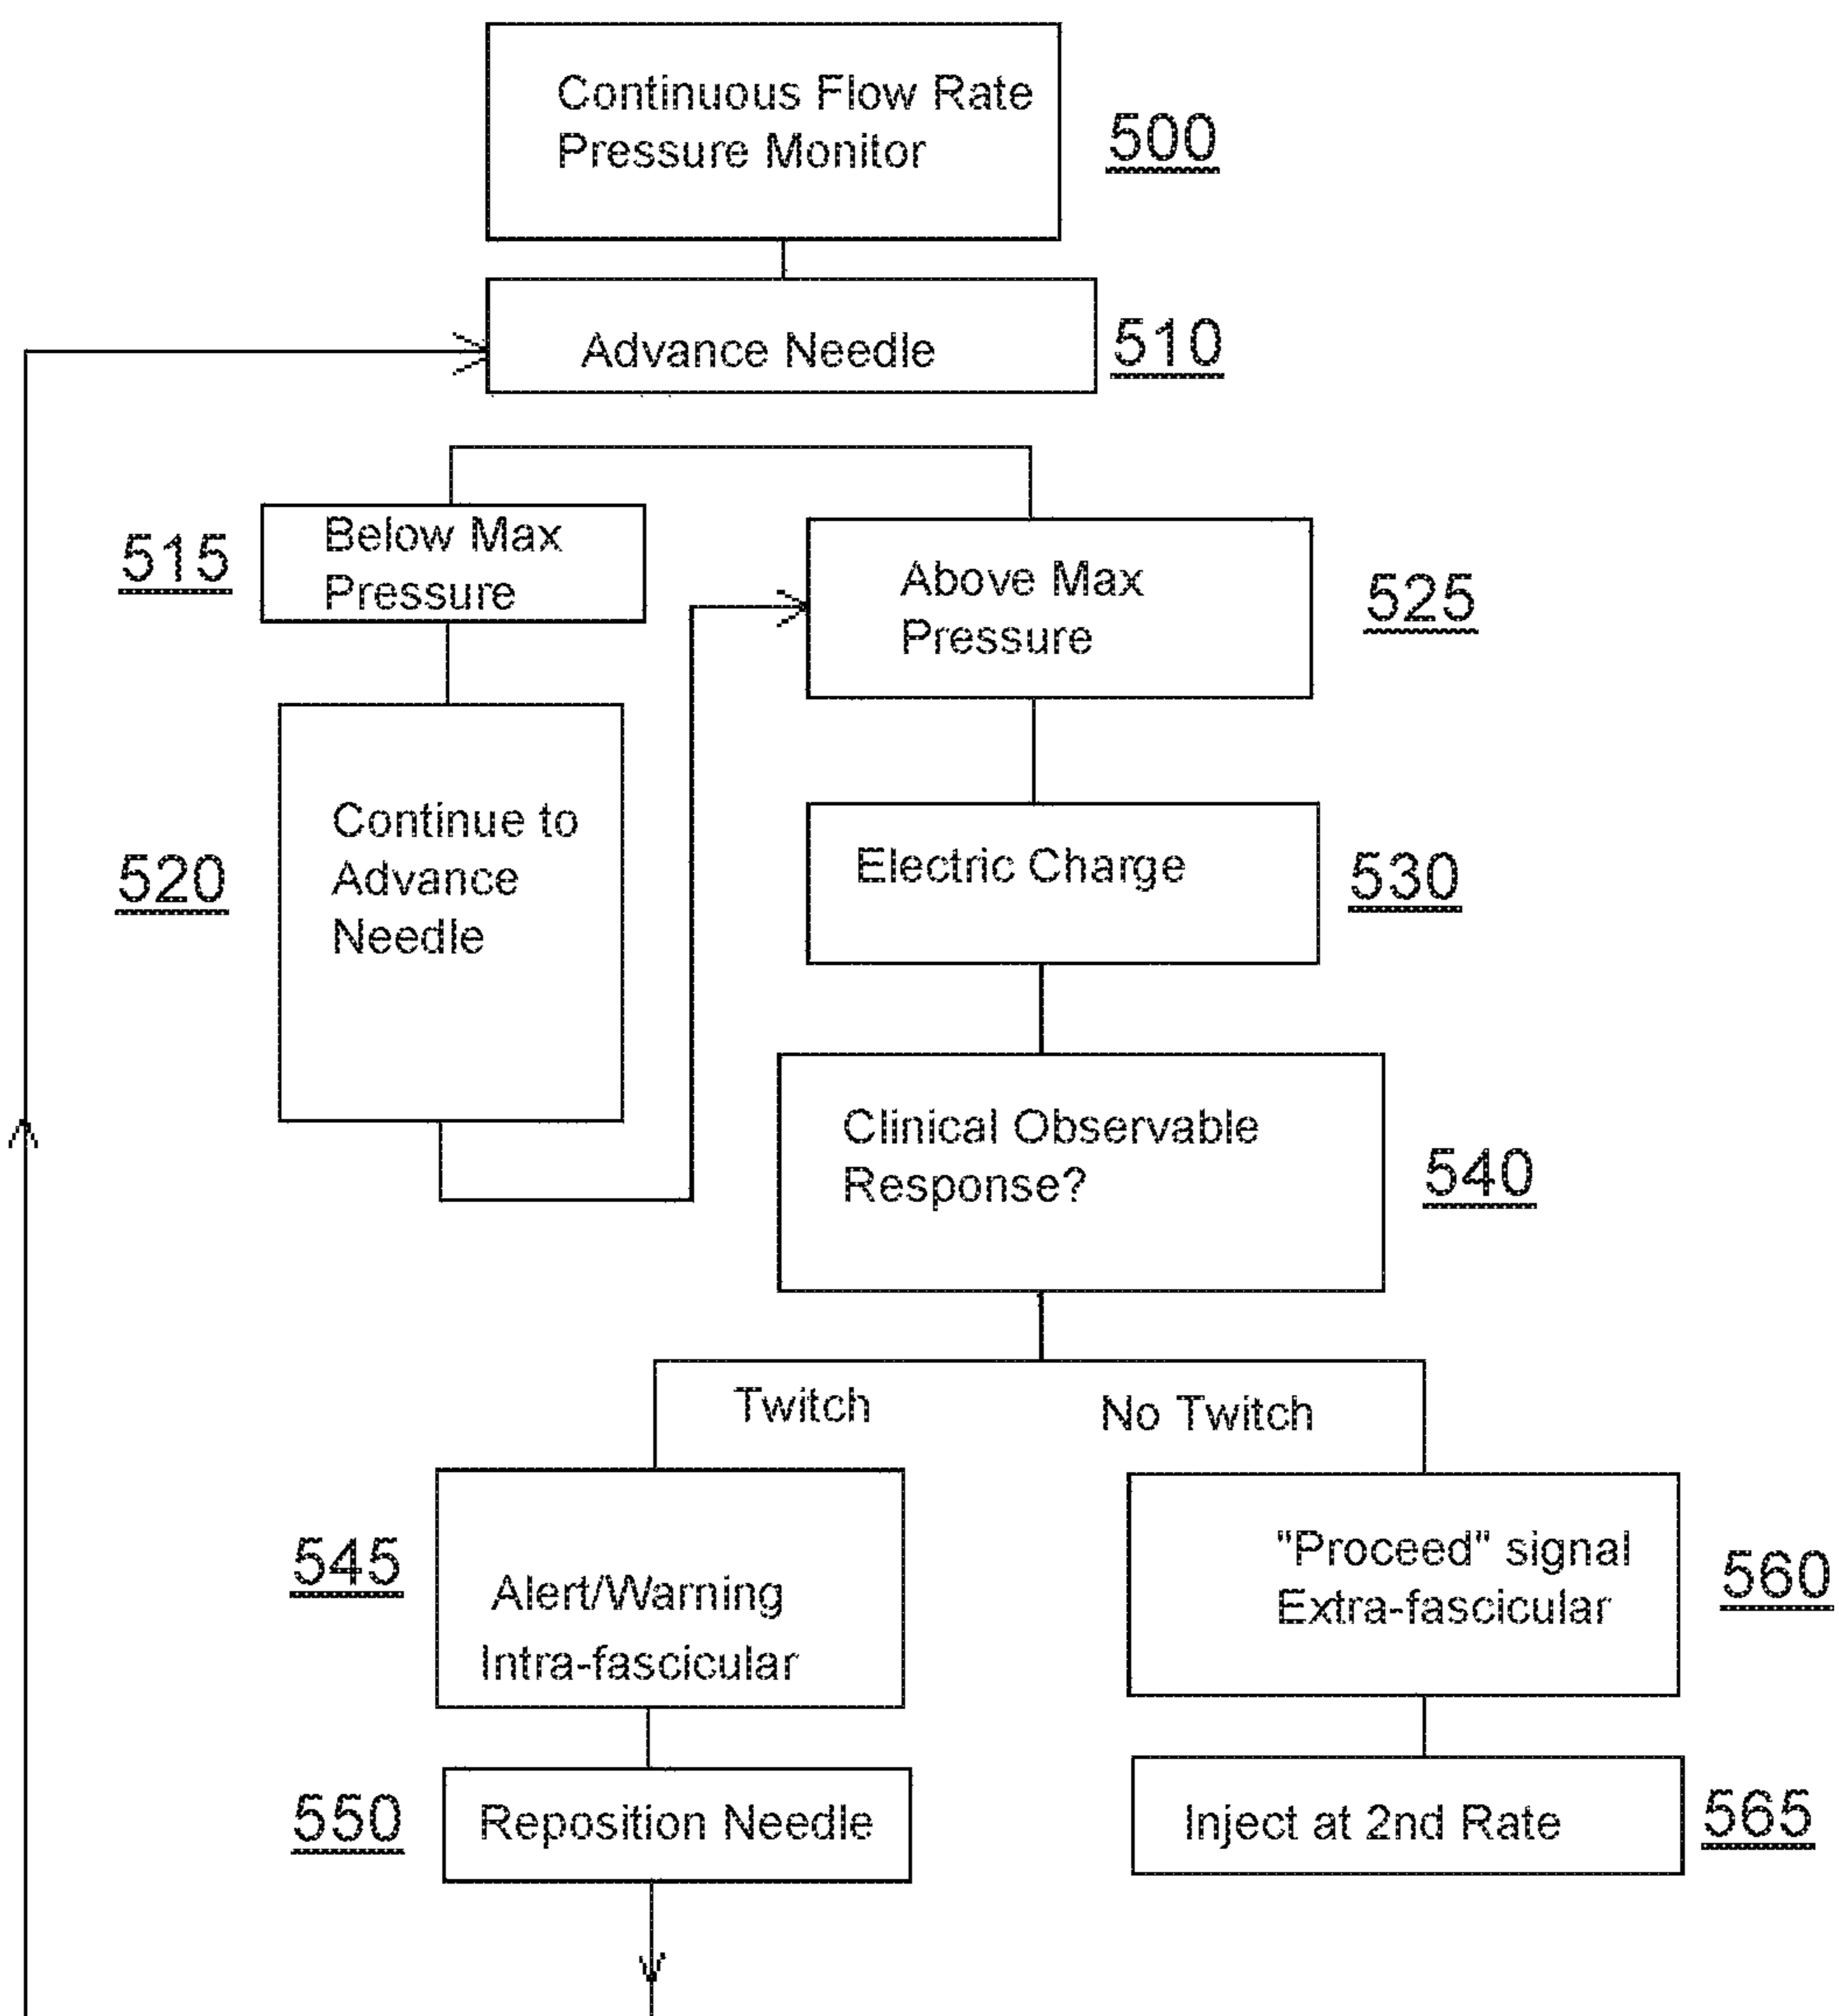 Continuous Flow Rate
Pressure Monitor
500
Advance Needle
510
515
Below Max
Pressure
Above Max
Pressure
525
520
Continue to
Advance
Needle
Electric Charge
530
Clinical Observable
Response?
540
Twitch
No Twitch
545
Alert/Warning
Intra-fascicular
"Proceed" signal
Extra-fascicular
560
550
Reposition Needle
Inject at 2nd Rate
565